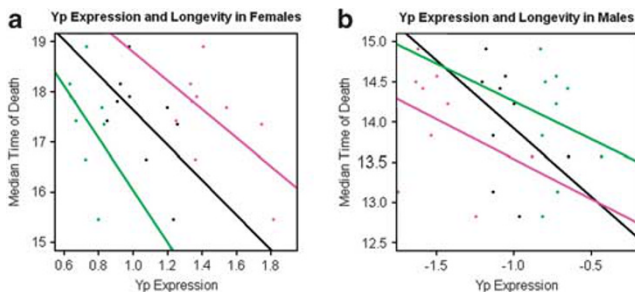 a
Yp Expression and Longevity in Females
19
18
17
16
15
Median Time of Death
0.6 0.8 1.0 1.2 1.4 1.6 1.8
Yp Expression
b
Yp Expression and Longevity in Males
15.0
14.5
14.0
13.5
13.0
12.5
Median Time of Death
-1.5 -1.0 -0.5
Yp Expression